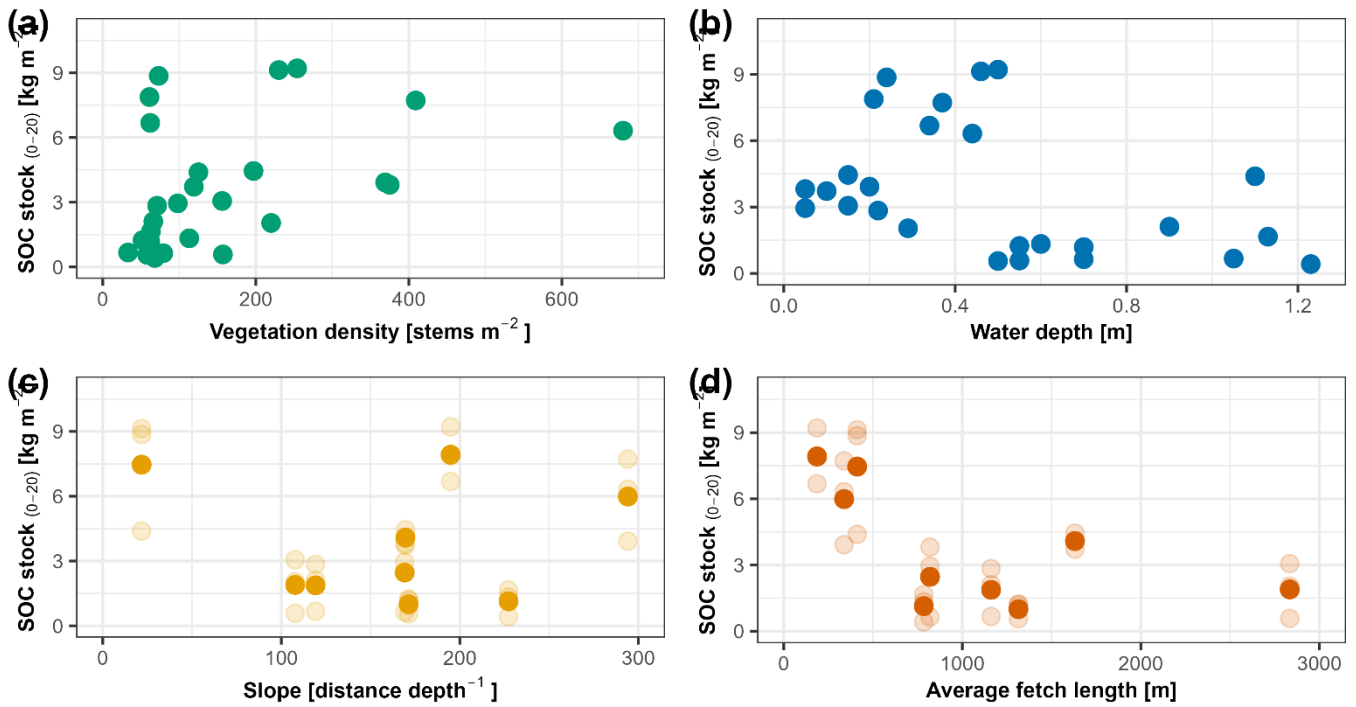 (a)
SOC stock (0−20) [kg m−2]
9
6
3
0
0 200 400 600
Vegetation density [stems m−2 ]
(b)
SOC stock (0−20) [kg m−2]
9
6
3
0
0.0 0.4 0.8 1.2
Water depth [m]
(c)
SOC stock (0−20) [kg m−2]
9
6
3
0
0 100 200 300
Slope [distance depth−1 ]
(d)
SOC stock (0−20) [kg m−2]
9
6
3
0
0 1000 2000 3000
Average fetch length [m]